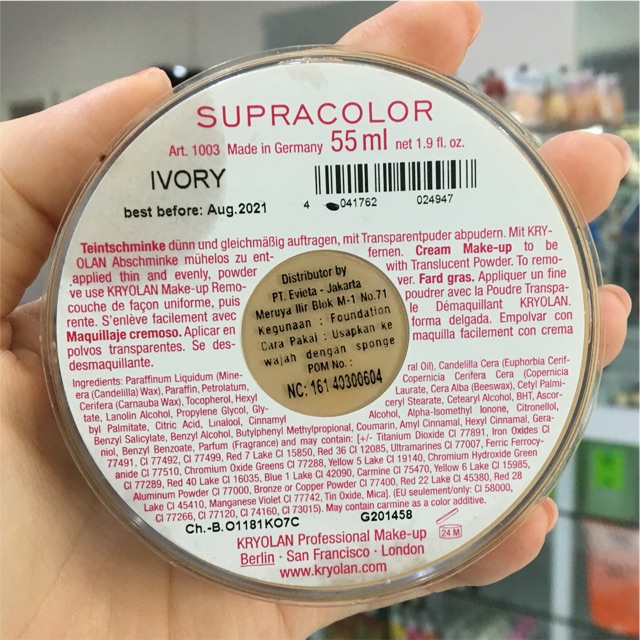 SUPRACOLOR
Art. 1003 Made in Germany 55 ml net 1.9 fl. oz.
IVORY
best before: Aug.2021
4 041762 024947
Teintschminke dünn und gleichmäßig auftragen, mit Transparentpuder abpudern. Mit KRY-
OLAN Abschminke mühelos zu ent- fernen. Cream Make-up to be
applied thin and evenly, powder with Translucent Powder. To remo-
ve use KRYOLAN Make-up Remo- ver. Fard gras. Appliquer un fine
couche de façon uniforme, puis poudrer avec la Poudre Transpa-
rente. S'enlève facilement avec le Démaquillant KRYOLAN.
Maquillaje cremoso. Aplicar en forma delgada. Empolvar con
polvos transparentes. Se des- maquilla facilmente con crema
desmaquillante.
Distributor by
PT. Evieta - Jakarta
Meruya Ilir Blok M-1 No.71
Kegunaan : Foundation
Cara Pakai : Usapkan ke
wajah dengan sponge
POM No. :
NC: 161 40300604
Ingredients: Paraffinum Liquidum (Mine- ral Oil), Candelilla Cera (Euphorbia Cerif-
era (Candelilla) Wax), Paraffin, Petrolatum, Copernicia Cerifera Cera (Copernicia
Cerifera (Carnauba Wax), Tocopherol, Hexyl Laurate, Cera Alba (Beeswax), Cetyl Palmi-
tate, Lanolin Alcohol, Propylene Glycol, Gly- ceryl Stearate, Cetearyl Alcohol, BHT, Ascor-
byl Palmitate, Citric Acid, Linalool, Cinnamyl Alcohol, Alpha-Isomethyl Ionone, Citronellol,
Benzyl Salicylate, Benzyl Alcohol, Butylphenyl Methylpropional, Coumarin, Amyl Cinnamal, Hexyl Cinnamal, Gera-
niol, Benzyl Benzoate, Parfum (Fragrance) and may contain: [+/- Titanium Dioxide CI 77891, Iron Oxides CI
77491, CI 77492, CI 77499, Red 7 Lake CI 15850, Red 36 CI 12085, Ultramarines CI 77007, Ferric Ferrocy-
anide CI 77510, Chromium Oxide Greens CI 77288, Yellow 5 Lake CI 19140, Chromium Hydroxide Green
CI 77289, Red 40 Lake CI 16035, Blue 1 Lake CI 42090, Carmine CI 75470, Yellow 6 Lake CI 15985,
Aluminum Powder CI 77000, Bronze or Copper Powder CI 77400, Red 22 Lake CI 45380, Red 28
Lake CI 45410, Manganese Violet CI 77742, Tin Oxide, Mica]. (EU seulement/only: CI 58000,
CI 77266, CI 77120, CI 74160, CI 73015). May contain carmine as a color additive.
Ch.-B.O1181KO7C G201458
24 M
KRYOLAN Professional Make-up
Berlin · San Francisco · London
www.kryolan.com